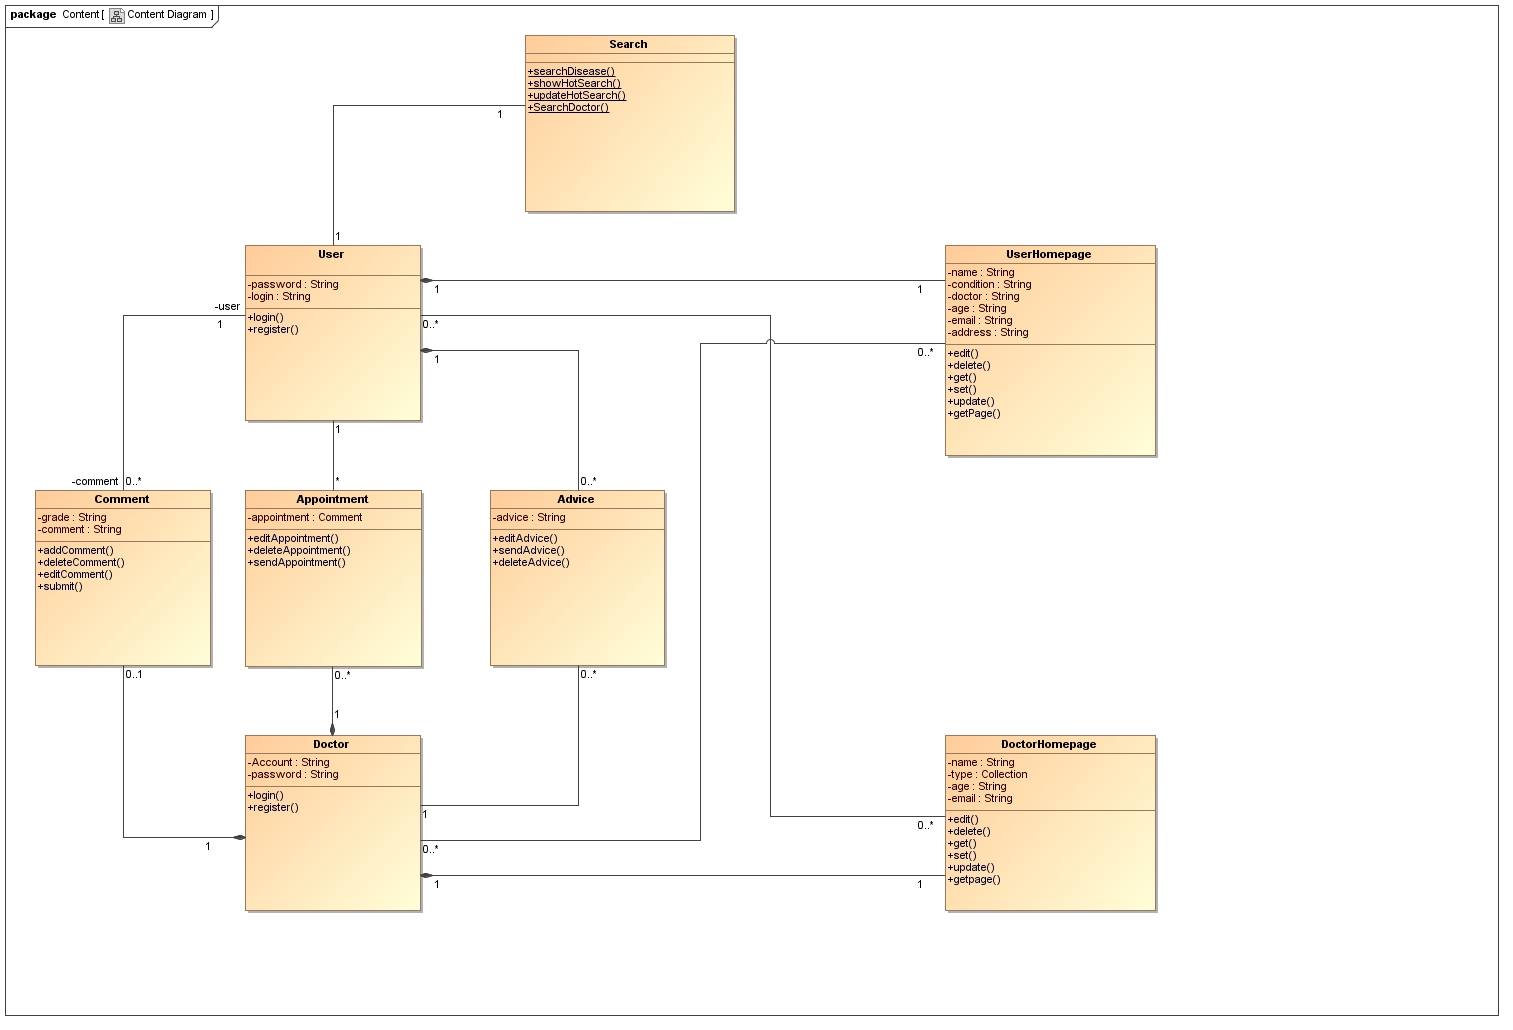 package Content [ Content Diagram ]
Search
+searchDisease()
+showHotSearch()
+updateHotSearch()
+SearchDoctor()
1
1
User
-password : String
-login : String
+login()
+register()
UserHomepage
-name : String
-condition : String
-doctor : String
-age : String
-email : String
-address : String
+edit()
+delete()
+get()
+set()
+update()
+getPage()
1
1
-user
1
0..*
0..*
1
1
-comment
0..*
*
0..*
Comment
-grade : String
-comment : String
+addComment()
+deleteComment()
+editComment()
+submit()
Appointment
-appointment : Comment
+editAppointment()
+deleteAppointment()
+sendAppointment()
Advice
-advice : String
+editAdvice()
+sendAdvice()
+deleteAdvice()
0..1
0..*
0..*
1
Doctor
-Account : String
-password : String
+login()
+register()
DoctorHomepage
-name : String
-type : Collection
-age : String
-email : String
+edit()
+delete()
+get()
+set()
+update()
+getpage()
1
0..*
1
0..*
1
1